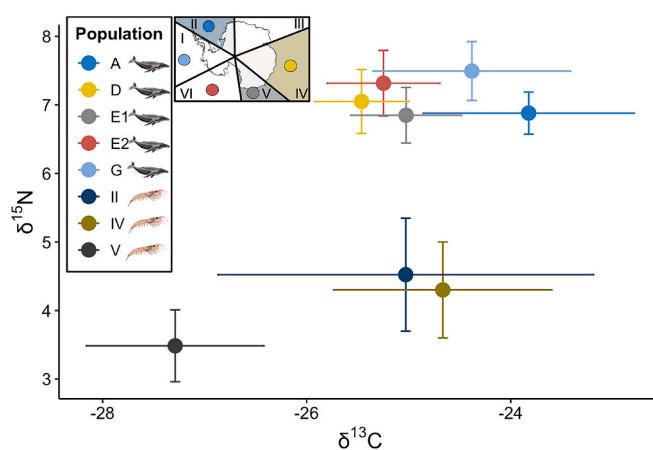 Population
A
D
E1
E2
G
II
IV
V
I
II
III
IV
V
VI
8
7
6
5
4
3
δ15N
-28
-26
-24
δ13C